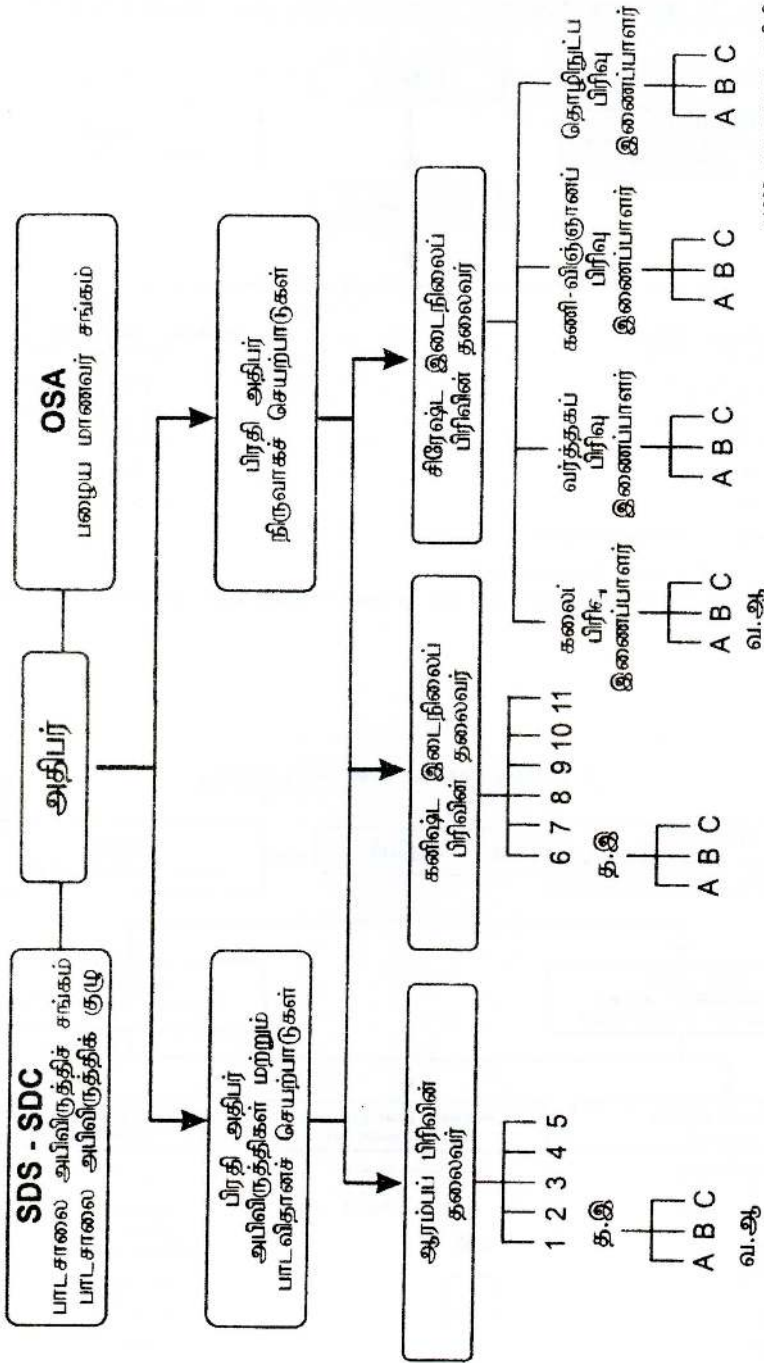 SDS - SDC
பாடசாலை அபிவிருத்திச் சங்கம்
பாடசாலை அபிவிருத்திக் குழு
அதிபர்
OSA
பழைய மாணவர் சங்கம்
பிரதி அதிபர்
அபிவிருத்திகள் மற்றும்
பாடவிதானச் செயற்பாடுகள்
பிரதி அதிபர்
நிருவாகச் செயற்பாடுகள்
ஆரம்பப் பிரிவின்
தலைவர்
1 2 3 4 5
த.இ
A B C
வ.ஆ
கனிஷ்ட இடைநிலைப்
பிரிவின் தலைவர்
6 7 8 9 10 11
த.இ
A B C
சிரேஷ்ட இடைநிலைப்
பிரிவின் தலைவர்
கலைப்
பிரிவு
இணைப்பாளர்
A B C
வ.ஆ
வர்த்தகப்
பிரிவு
இணைப்பாளர்
A B C
கணி-விஞ்ஞானப்
பிரிவு
இணைப்பாளர்
A B C
தொழிநுட்ப
பிரிவு
இணைப்பாளர்
A B C